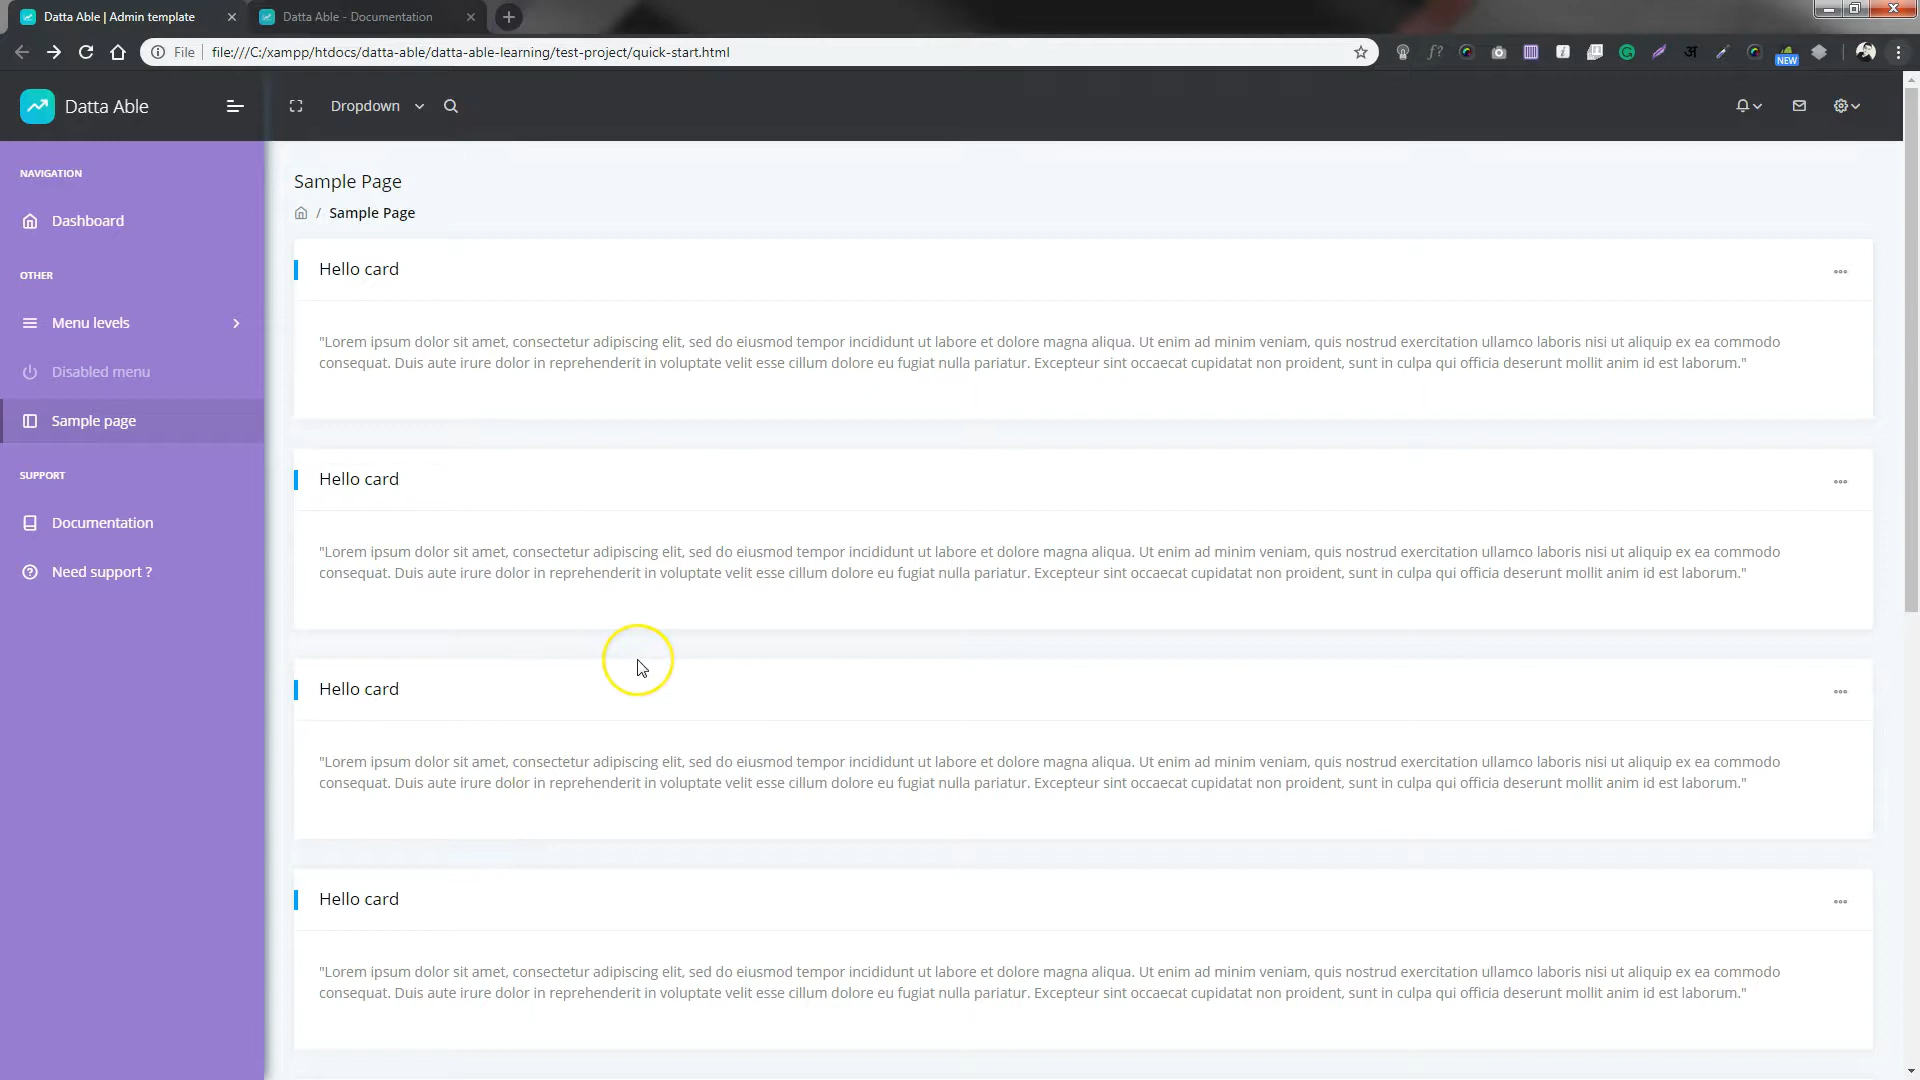 Datta Able | Admin template
Datta Able - Documentation
File
file:///C:/xampp/htdocs/datta-able/datta-able-learning/test-project/quick-start.html
f?
i
अ
NEW
Datta Able
Dropdown
NAVIGATION
Dashboard
OTHER
Menu levels
Disabled menu
Sample page
SUPPORT
Documentation
Need support ?
Sample Page
/ Sample Page
Hello card
"Lorem ipsum dolor sit amet, consectetur adipiscing elit, sed do eiusmod tempor incididunt ut labore et dolore magna aliqua. Ut enim ad minim veniam, quis nostrud exercitation ullamco laboris nisi ut aliquip ex ea commodo
consequat. Duis aute irure dolor in reprehenderit in voluptate velit esse cillum dolore eu fugiat nulla pariatur. Excepteur sint occaecat cupidatat non proident, sunt in culpa qui officia deserunt mollit anim id est laborum."
Hello card
"Lorem ipsum dolor sit amet, consectetur adipiscing elit, sed do eiusmod tempor incididunt ut labore et dolore magna aliqua. Ut enim ad minim veniam, quis nostrud exercitation ullamco laboris nisi ut aliquip ex ea commodo
consequat. Duis aute irure dolor in reprehenderit in voluptate velit esse cillum dolore eu fugiat nulla pariatur. Excepteur sint occaecat cupidatat non proident, sunt in culpa qui officia deserunt mollit anim id est laborum."
Hello card
"Lorem ipsum dolor sit amet, consectetur adipiscing elit, sed do eiusmod tempor incididunt ut labore et dolore magna aliqua. Ut enim ad minim veniam, quis nostrud exercitation ullamco laboris nisi ut aliquip ex ea commodo
consequat. Duis aute irure dolor in reprehenderit in voluptate velit esse cillum dolore eu fugiat nulla pariatur. Excepteur sint occaecat cupidatat non proident, sunt in culpa qui officia deserunt mollit anim id est laborum."
Hello card
"Lorem ipsum dolor sit amet, consectetur adipiscing elit, sed do eiusmod tempor incididunt ut labore et dolore magna aliqua. Ut enim ad minim veniam, quis nostrud exercitation ullamco laboris nisi ut aliquip ex ea commodo
consequat. Duis aute irure dolor in reprehenderit in voluptate velit esse cillum dolore eu fugiat nulla pariatur. Excepteur sint occaecat cupidatat non proident, sunt in culpa qui officia deserunt mollit anim id est laborum."